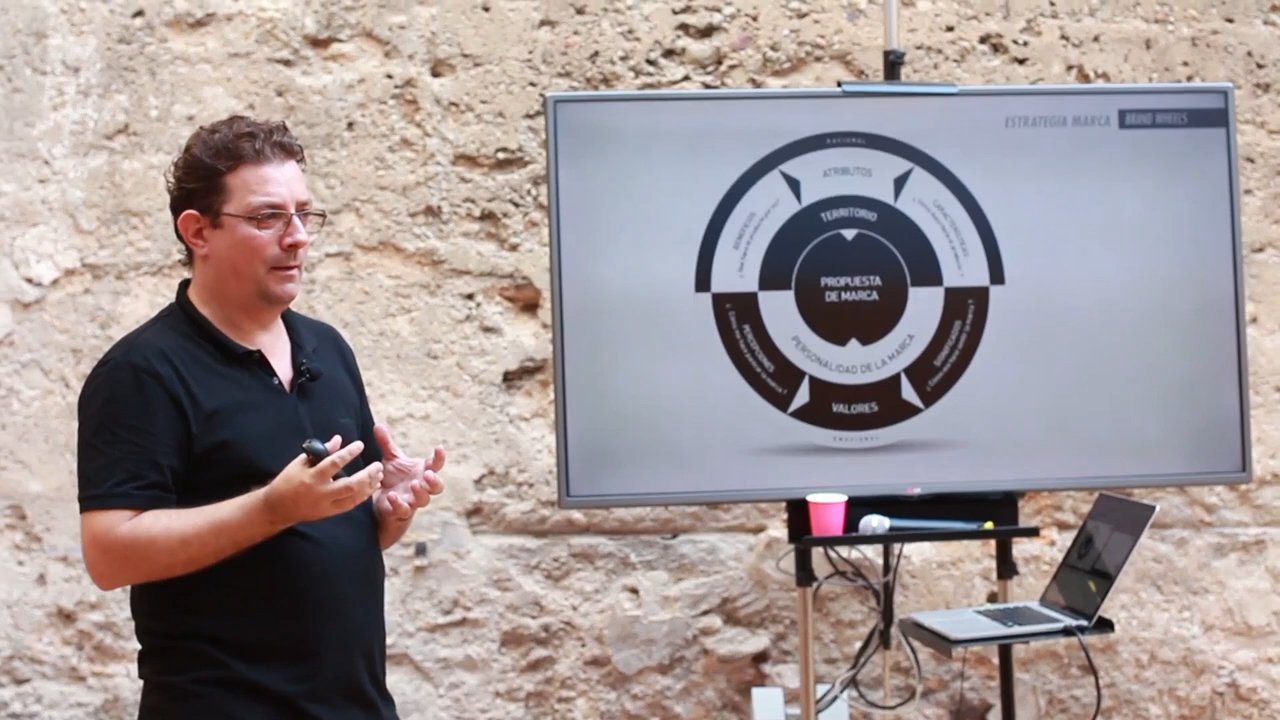 ESTRATEGIA MARCA BRAND WHEELS
RACIONAL
ATRIBUTOS
BENEFICIOS
CARACTERÍSTICAS
TERRITORIO
PROPUESTA
DE MARCA
PERSONALIDAD DE LA MARCA
PERCEPCIONES
SIGNIFICADOS
VALORES
EMOCIONAL
LG